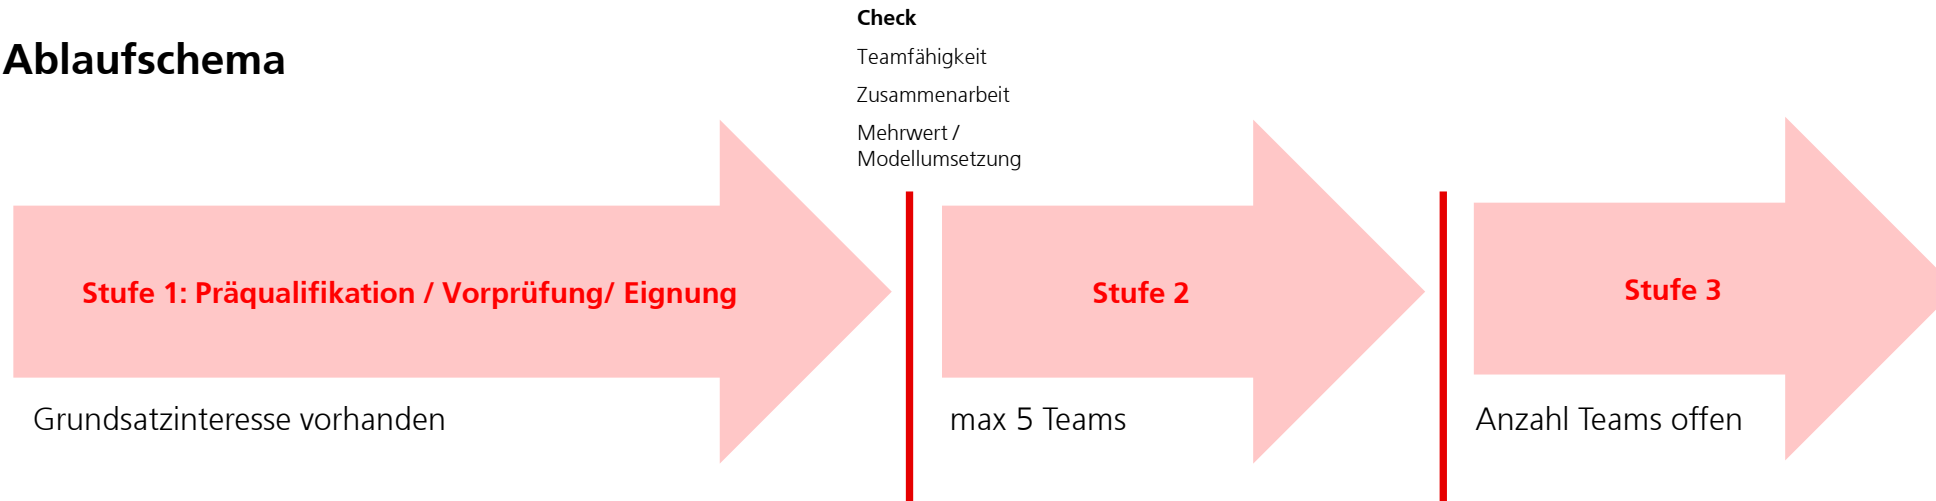 Ablaufschema
Check
Teamfähigkeit
Zusammenarbeit
Mehrwert /
Modellumsetzung
Stufe 1: Präqualifikation / Vorprüfung/ Eignung
Stufe 2
Stufe 3
Grundsatzinteresse vorhanden
max 5 Teams
Anzahl Teams offen